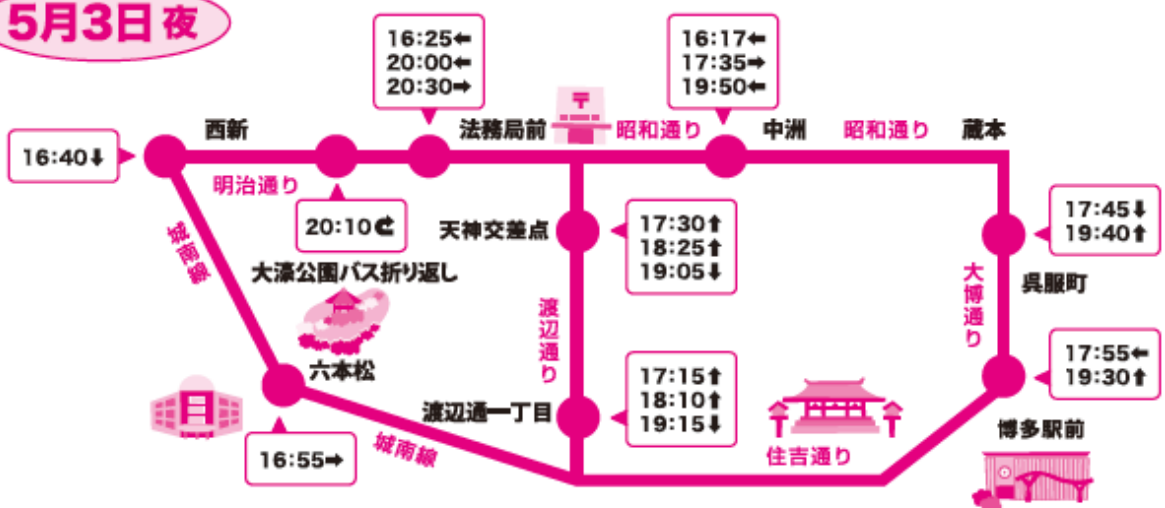 5月3日 夜
16:25←
20:00←
20:30→
16:17←
17:35→
19:50←
〒
西新
法務局前
昭和通り
中洲
昭和通り
蔵本
16:40↓
明治通り
20:10⮌
城南線
大濠公園バス折り返し
天神交差点
17:30↑
18:25↑
19:05↓
17:45↓
19:40↑
大博通り
呉服町
渡辺通り
六本松
渡辺通一丁目
17:15↑
18:10↑
19:15↓
17:55←
19:30↑
博多駅前
住吉通り
城南線
16:55→